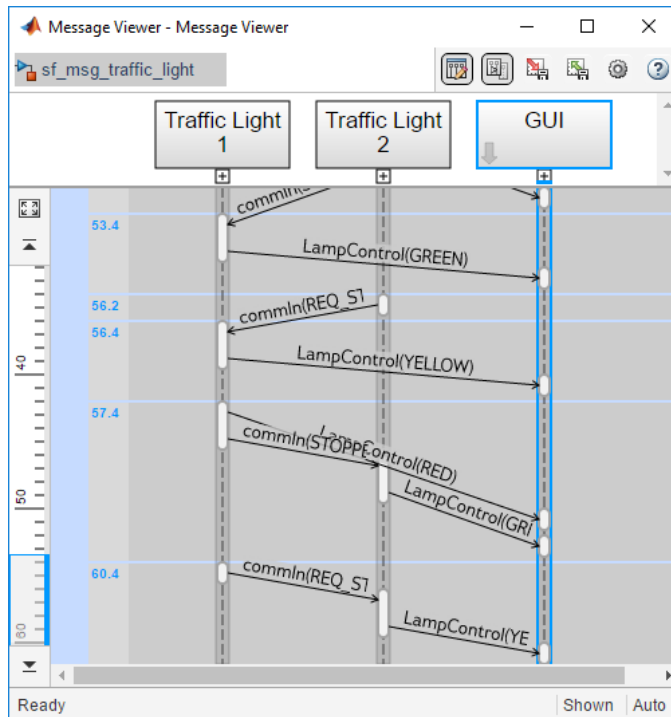 Message Viewer - Message Viewer
sf_msg_traffic_light
Traffic Light
1
Traffic Light
2
GUI
commIn(
53.4
LampControl(GREEN)
56.2
commIn(REQ_ST
56.4
LampControl(YELLOW)
40
57.4
LampControl(RED)
commIn(STOPPE
50
LampControl(GRI
60.4
commIn(REQ_ST
LampControl(YE
60
Ready
Shown
Auto